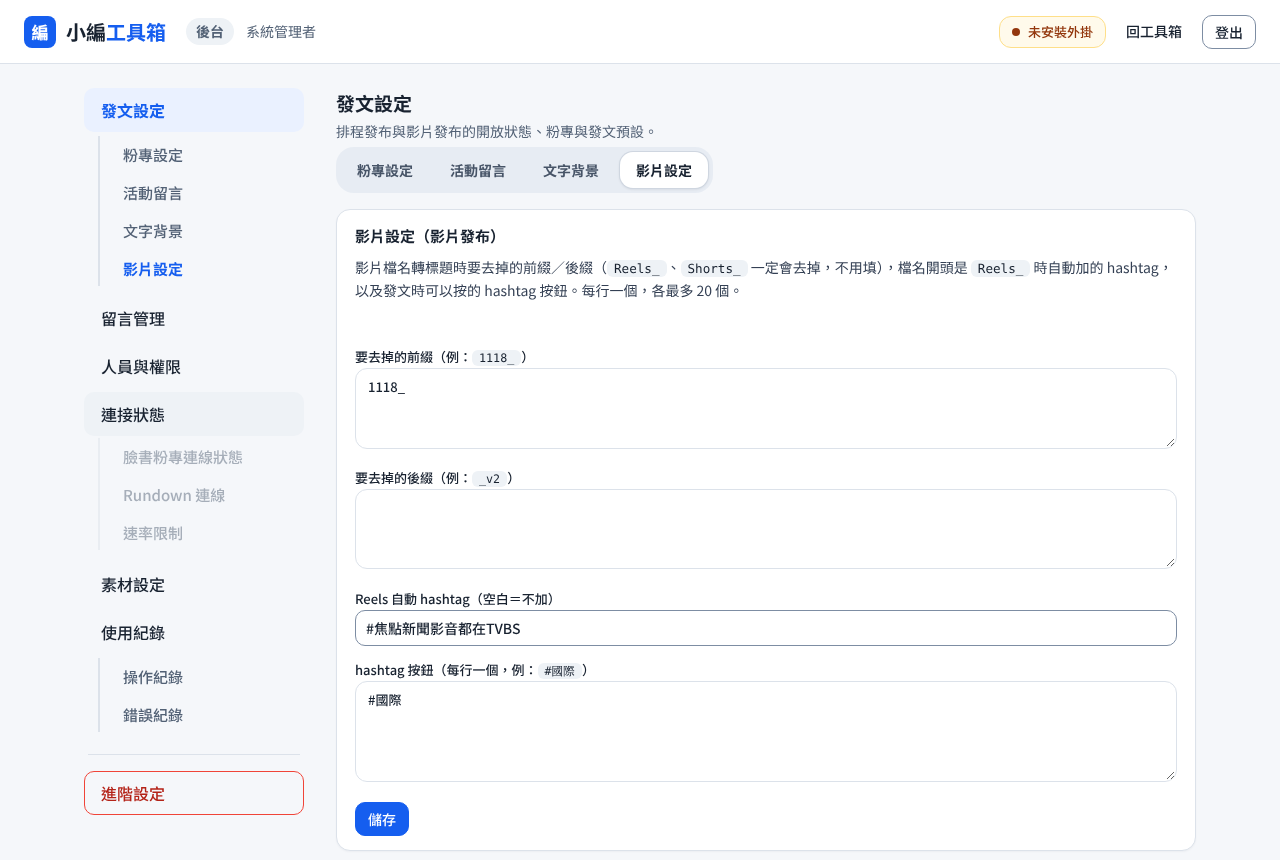 編 小編工具箱 後台 系統管理者 未安裝外掛 回工具箱 登出
發文設定
粉專設定
活動留言
文字背景
影片設定
留言管理
人員與權限
連接狀態
臉書粉專連線狀態
Rundown 連線
速率限制
素材設定
使用紀錄
操作紀錄
錯誤紀錄
進階設定
發文設定
排程發布與影片發布的開放狀態、粉專與發文預設。
粉專設定 活動留言 文字背景 影片設定
影片設定（影片發布）
影片檔名轉標題時要去掉的前綴／後綴（ Reels_ 、 Shorts_ 一定會去掉，不用填），檔名開頭是 Reels_ 時自動加的 hashtag，
以及發文時可以按的 hashtag 按鈕。每行一個，各最多 20 個。
要去掉的前綴（例： 1118_ ）
1118_
要去掉的後綴（例： _v2 ）
Reels 自動 hashtag（空白＝不加）
#焦點新聞影音都在TVBS
hashtag 按鈕（每行一個，例： #國際 ）
#國際
儲存